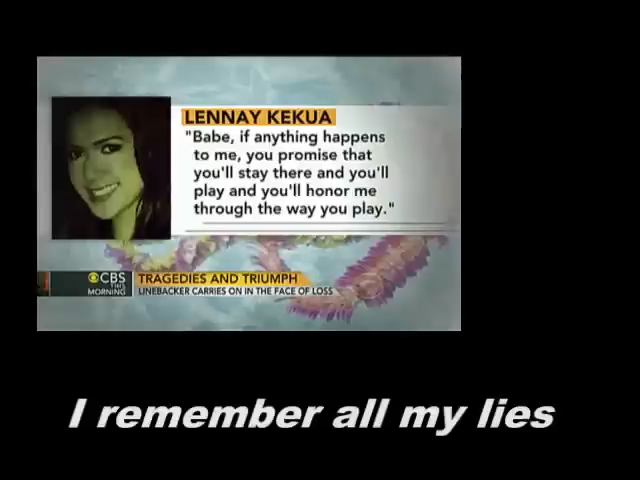 LENNAY KEKUA
"Babe, if anything happens
to me, you promise that
you'll stay there and you'll
play and you'll honor me
through the way you play."
CBS
THIS
MORNING
TRAGEDIES AND TRIUMPH
LINEBACKER CARRIES ON IN THE FACE OF LOSS
I remember all my lies